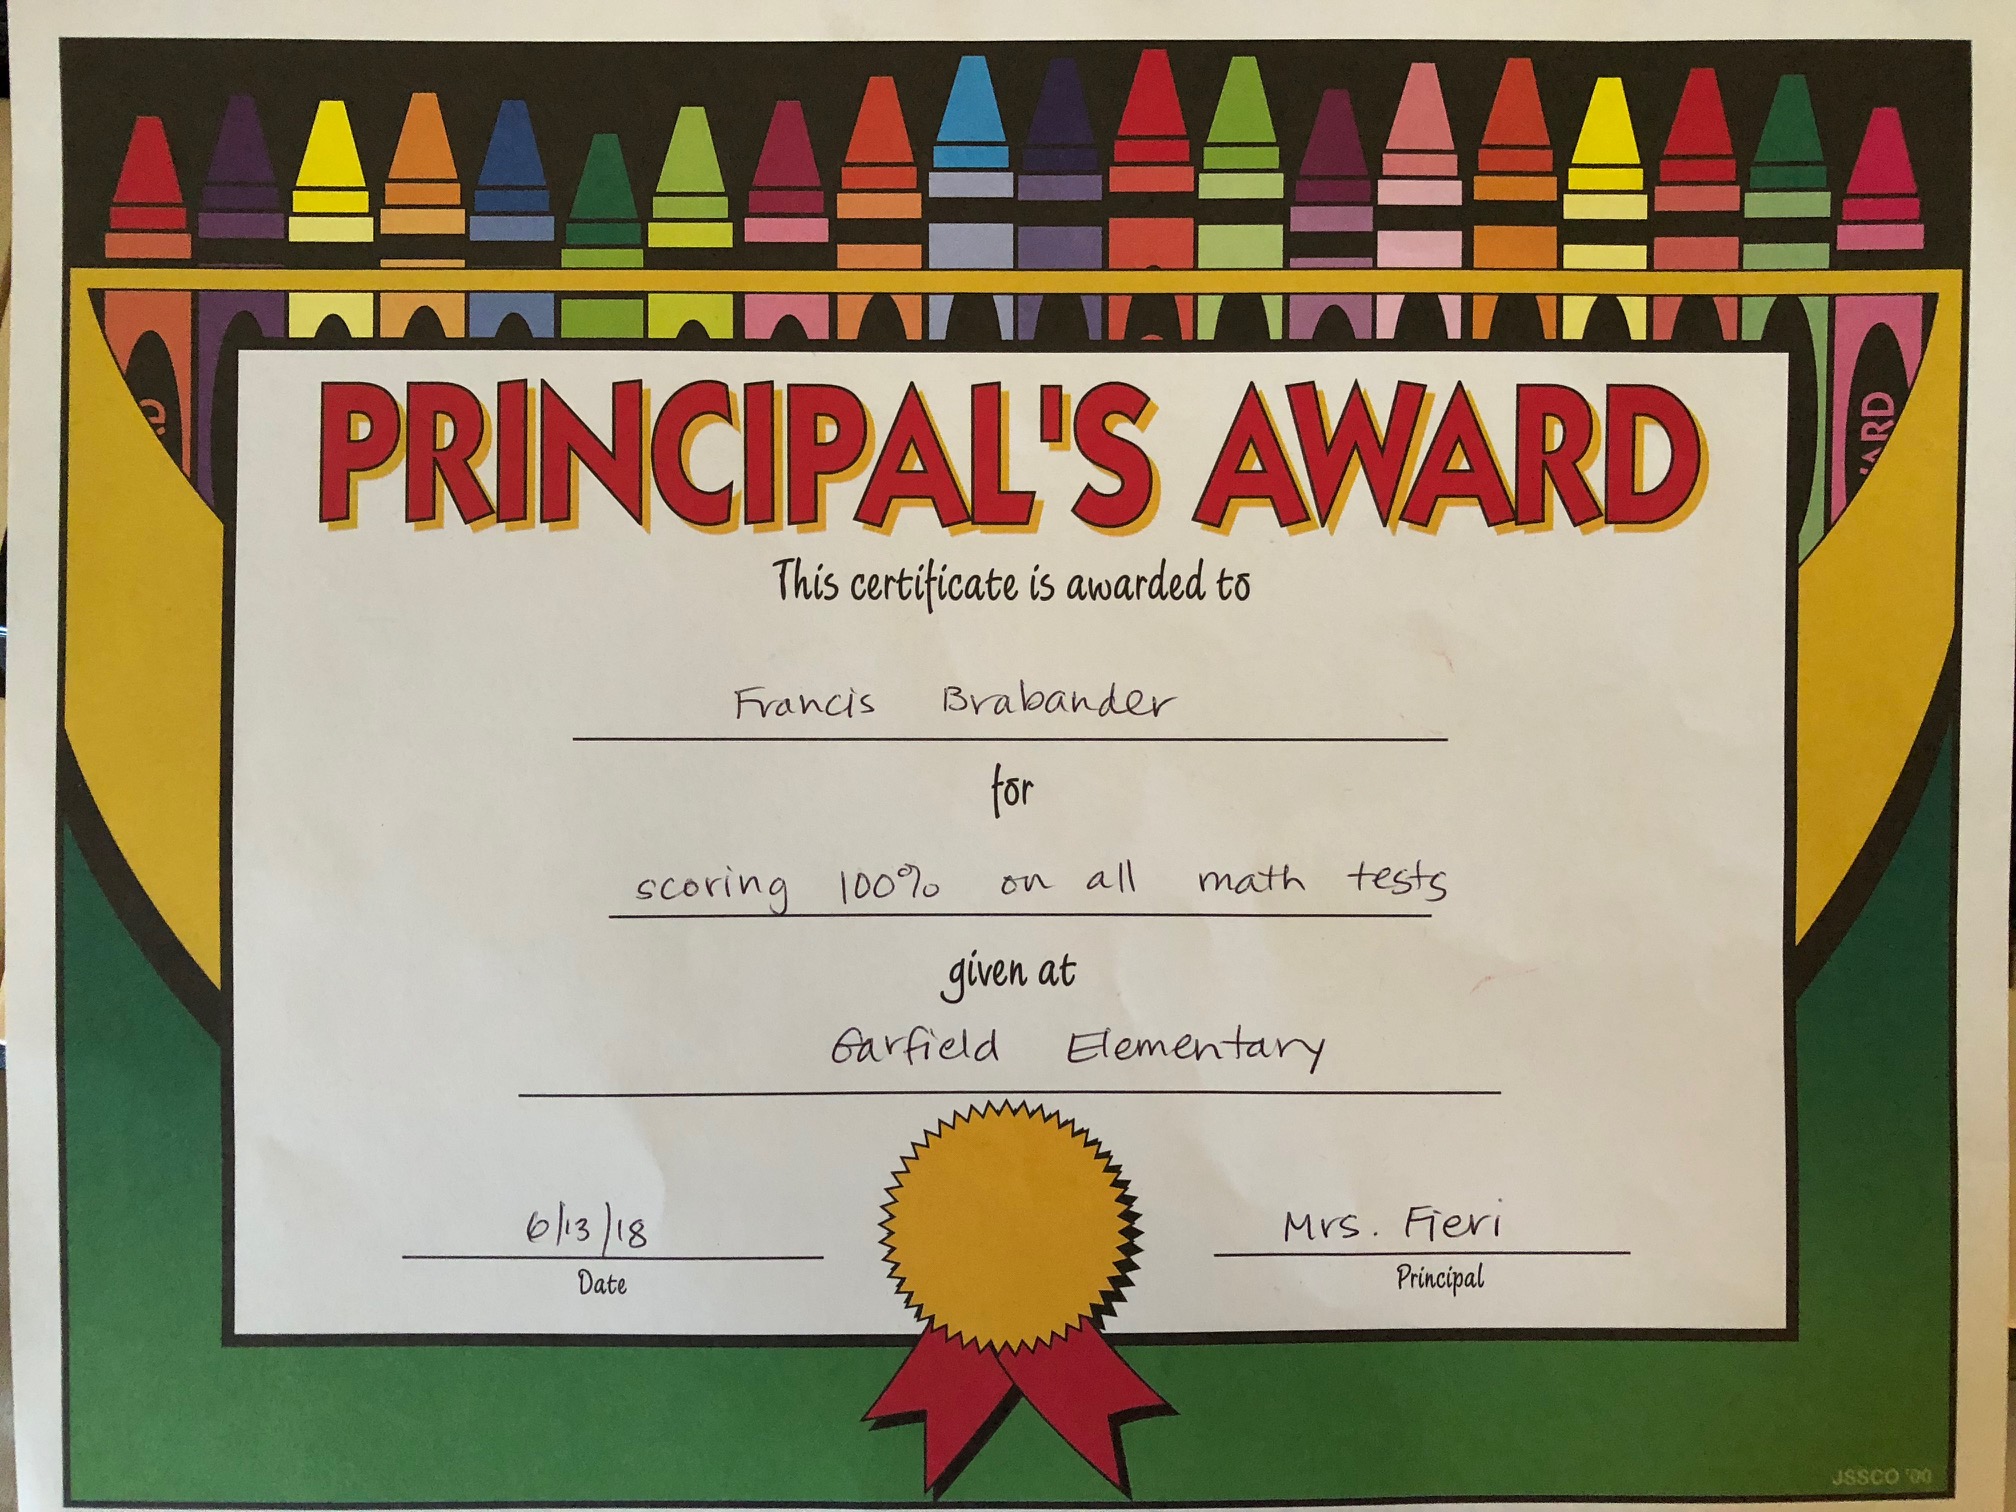 PRINCIPAL'S AWARD
This certificate is awarded to
Francis Brabander
for
scoring 100% on all math tests
given at
Garfield Elementary
6/13/18
Date
Mrs. Fieri
Principal
JSSCO '00